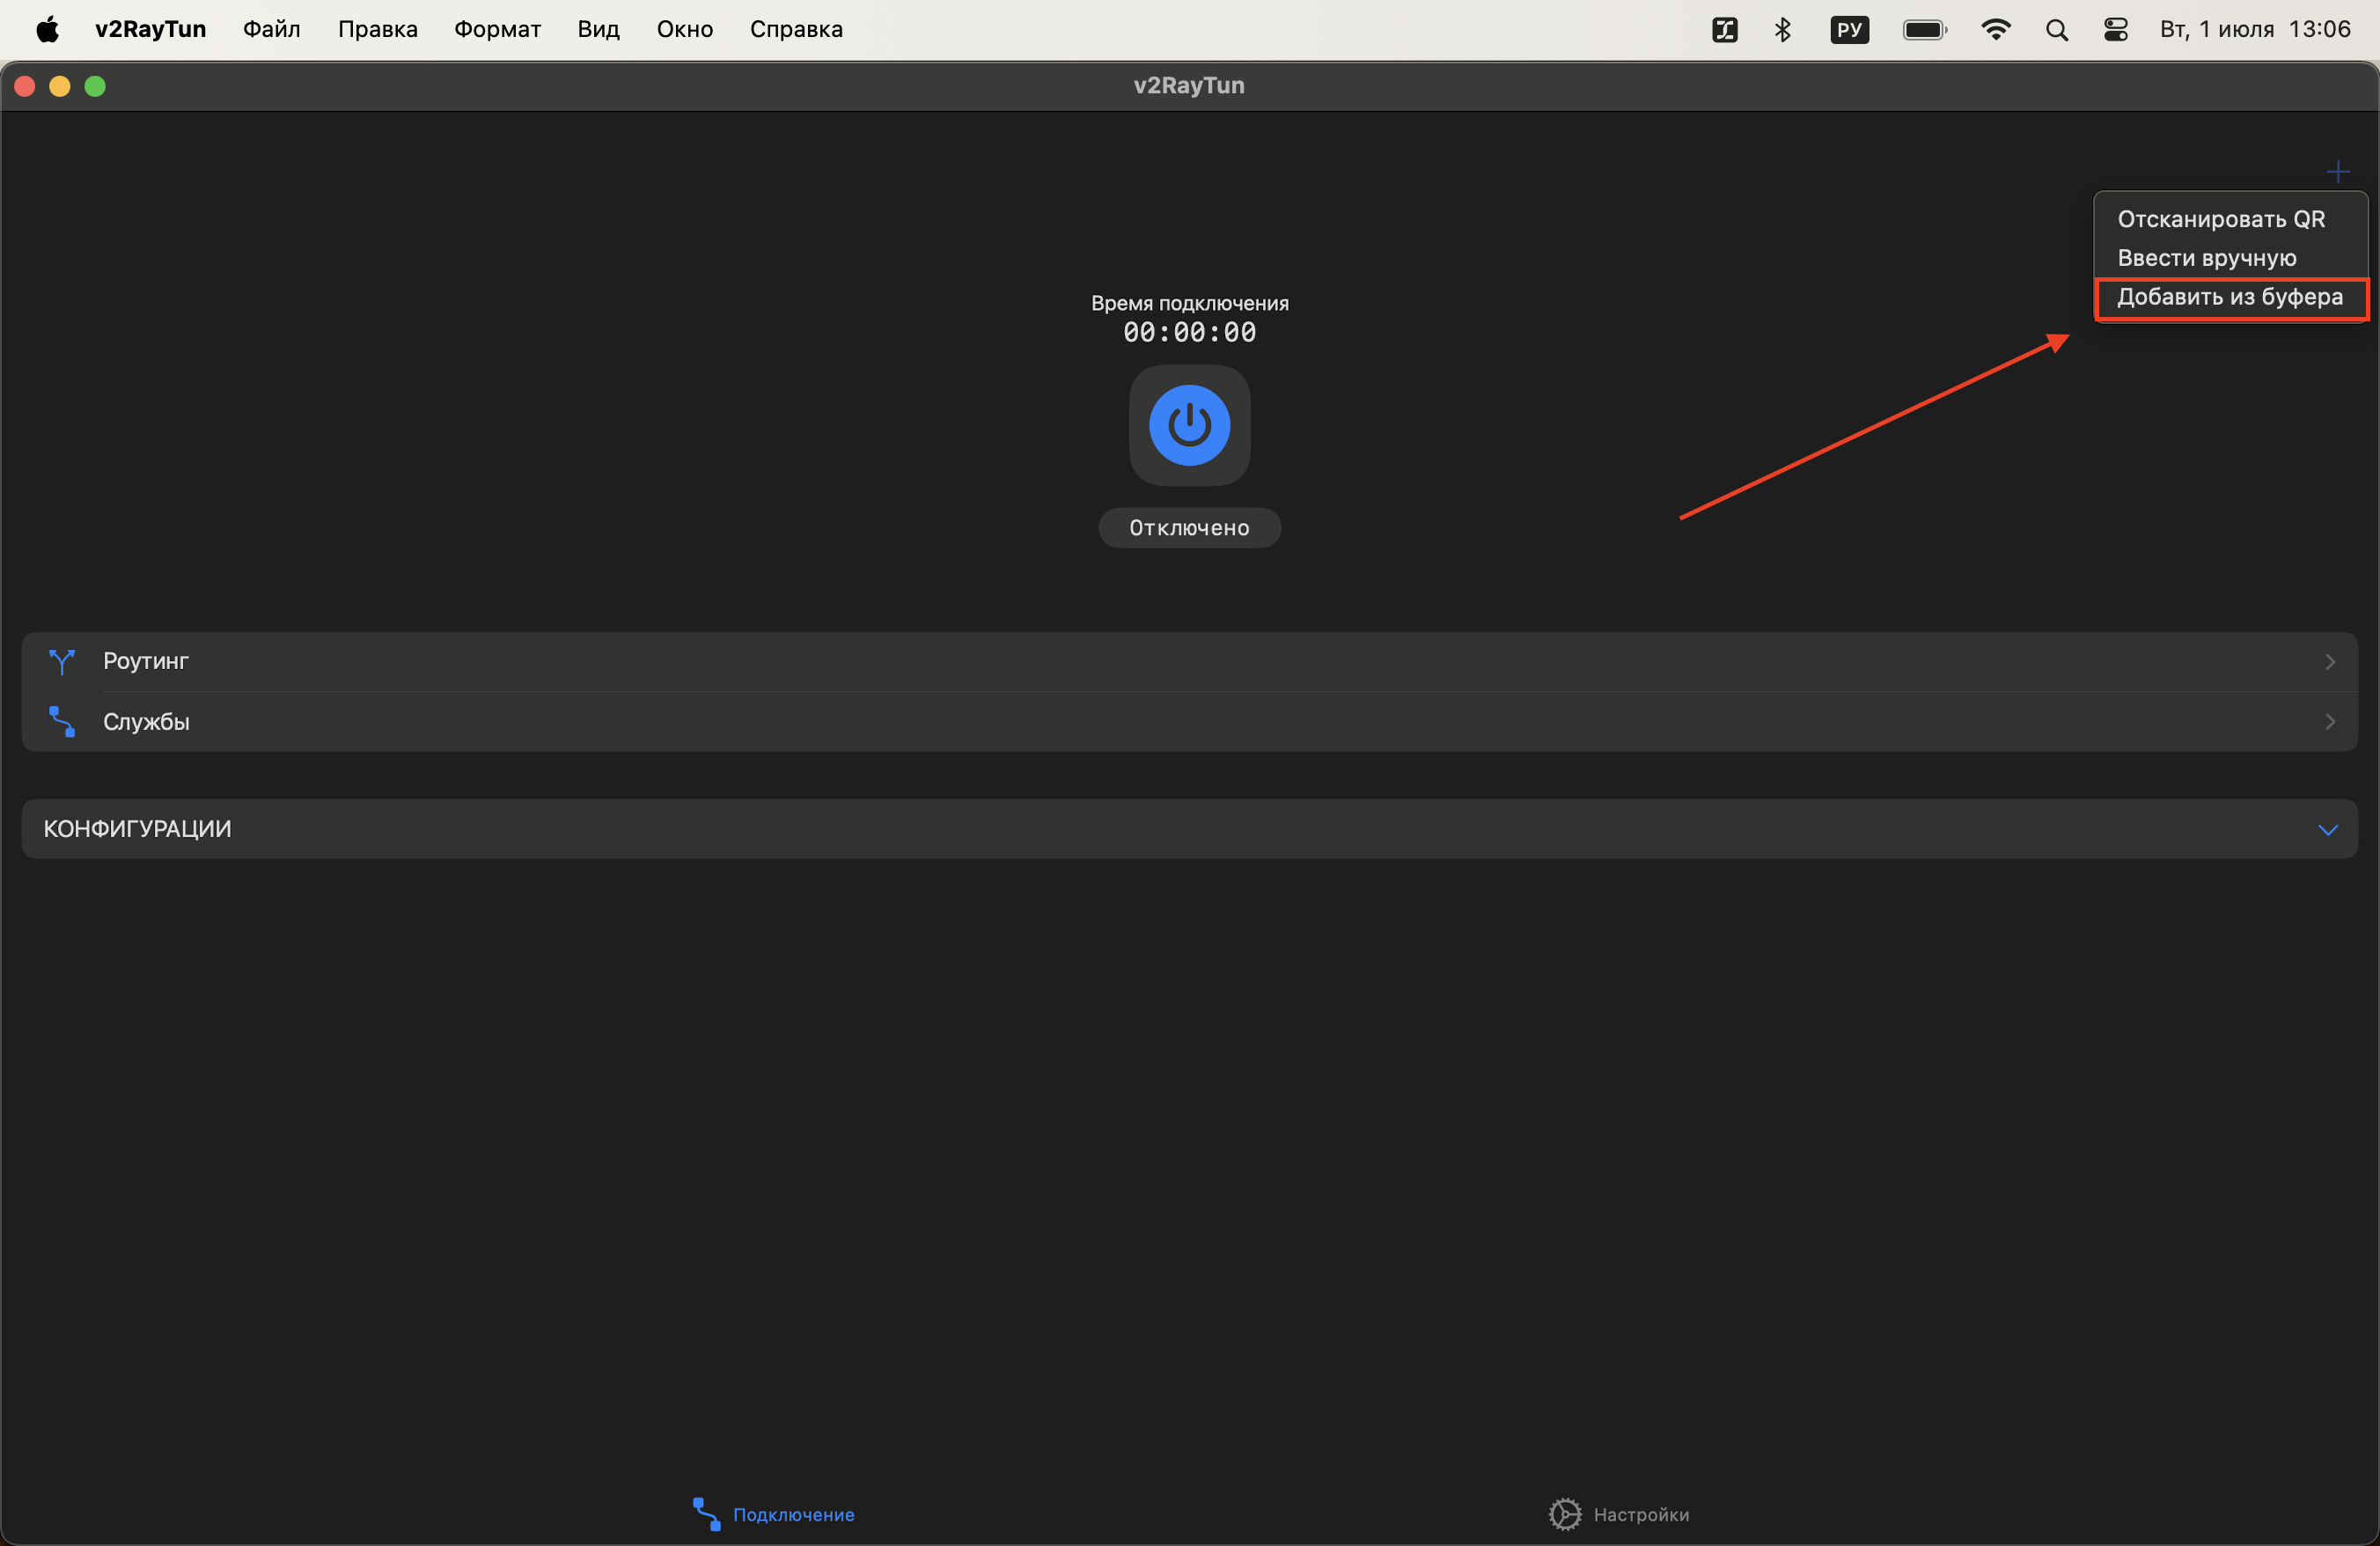 v2RayTun Файл Правка Формат Вид Окно Справка РУ Вт, 1 июля 13:06
v2RayTun
Отсканировать QR
Ввести вручную
Добавить из буфера
Время подключения
00:00:00
Отключено
Роутинг
Службы
КОНФИГУРАЦИИ
Подключение Настройки